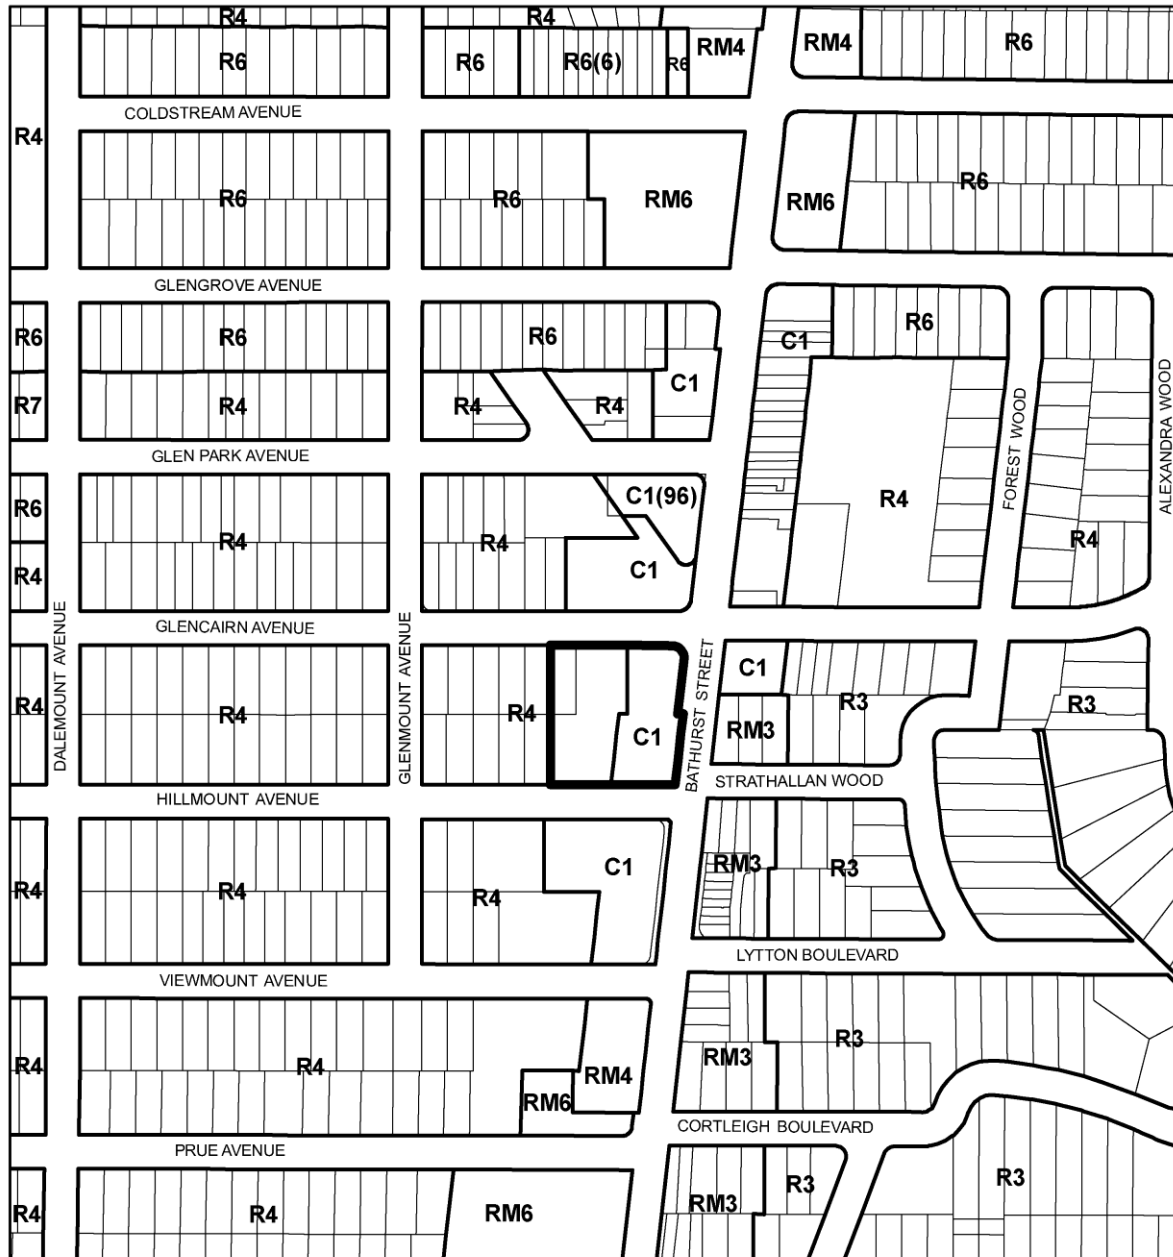 R4
R4
R6
R6
R6(6)
R6
RM4
RM4
R6
COLDSTREAM AVENUE
R4
R6
R6
RM6
RM6
R6
GLENGROVE AVENUE
R6
R6
R6
C1
C1
R6
R7
R4
R4
R4
GLEN PARK AVENUE
FOREST WOOD
ALEXANDRA WOOD
R6
R4
R4
C1(96)
C1
R4
R4
R4
GLENCAIRN AVENUE
DALEMOUNT AVENUE
GLENMOUNT AVENUE
BATHURST STREET
R4
R4
R4
C1
C1
RM3
R3
R3
HILLMOUNT AVENUE
STRATHALLAN WOOD
R4
R4
R4
C1
RM3
R3
VIEWMOUNT AVENUE
LYTTON BOULEVARD
R4
R4
RM6
RM4
RM3
R3
PRUE AVENUE
CORTLEIGH BOULEVARD
R4
R4
RM6
RM3
R3
R3